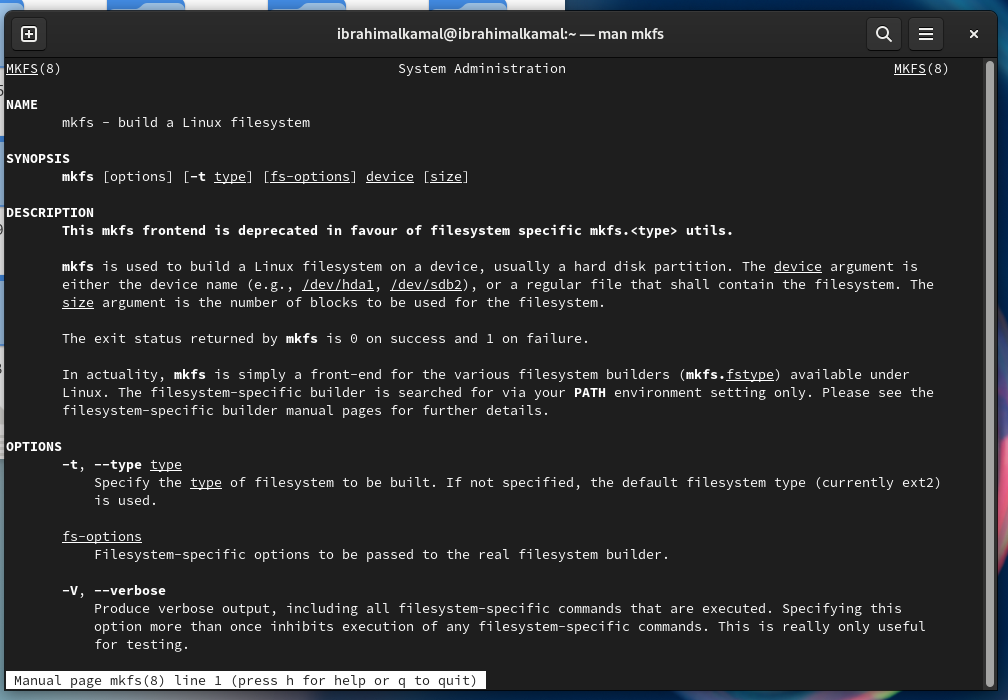 ibrahimalkamal@ibrahimalkamal:~ — man mkfs
MKFS(8) System Administration MKFS(8)
NAME
mkfs - build a Linux filesystem
SYNOPSIS
mkfs [options] [-t type] [fs-options] device [size]
DESCRIPTION
This mkfs frontend is deprecated in favour of filesystem specific mkfs.<type> utils.
mkfs is used to build a Linux filesystem on a device, usually a hard disk partition. The device argument is
either the device name (e.g., /dev/hda1, /dev/sdb2), or a regular file that shall contain the filesystem. The
size argument is the number of blocks to be used for the filesystem.
The exit status returned by mkfs is 0 on success and 1 on failure.
In actuality, mkfs is simply a front-end for the various filesystem builders (mkfs.fstype) available under
Linux. The filesystem-specific builder is searched for via your PATH environment setting only. Please see the
filesystem-specific builder manual pages for further details.
OPTIONS
-t, --type type
Specify the type of filesystem to be built. If not specified, the default filesystem type (currently ext2)
is used.
fs-options
Filesystem-specific options to be passed to the real filesystem builder.
-V, --verbose
Produce verbose output, including all filesystem-specific commands that are executed. Specifying this
option more than once inhibits execution of any filesystem-specific commands. This is really only useful
for testing.
Manual page mkfs(8) line 1 (press h for help or q to quit)